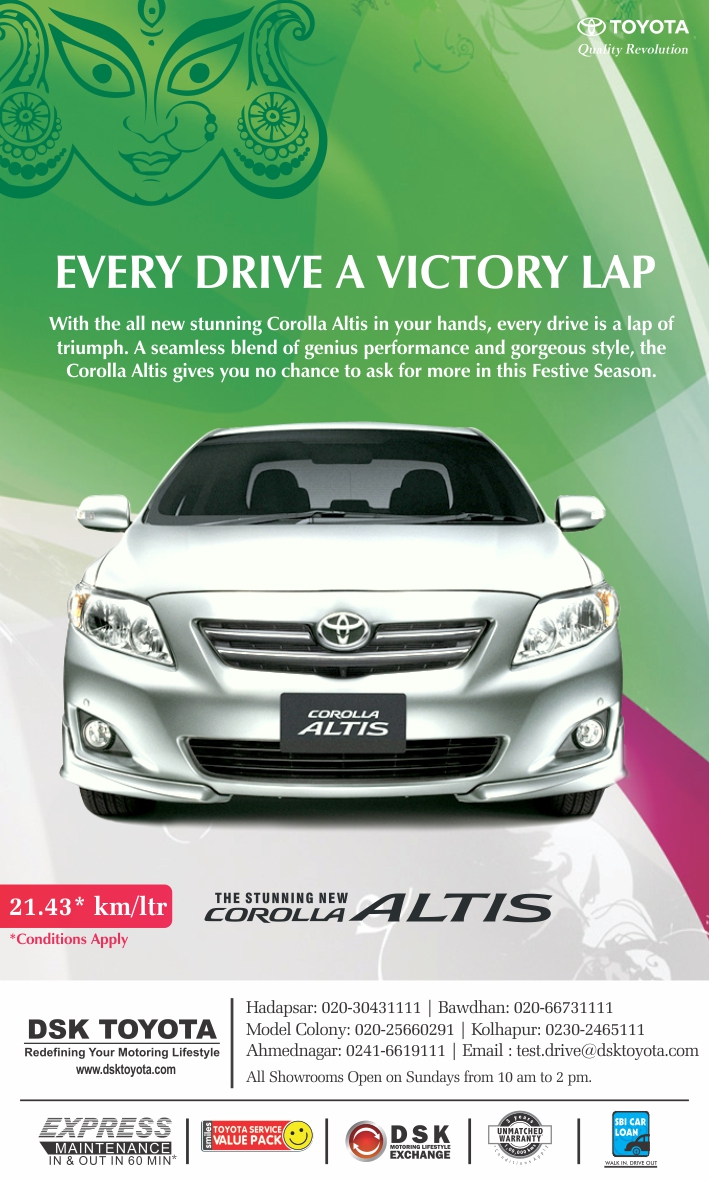 TOYOTA
Quality Revolution
EVERY DRIVE A VICTORY LAP
With the all new stunning Corolla Altis in your hands, every drive is a lap of
triumph. A seamless blend of genius performance and gorgeous style, the
Corolla Altis gives you no chance to ask for more in this Festive Season.
COROLLA
ALTIS
21.43* km/ltr
*Conditions Apply
THE STUNNING NEW
COROLLA ALTIS
DSK TOYOTA
Redefining Your Motoring Lifestyle
www.dsktoyota.com
Hadapsar: 020-30431111 | Bawdhan: 020-66731111
Model Colony: 020-25660291 | Kolhapur: 0230-2465111
Ahmednagar: 0241-6619111 | Email : test.drive@dsktoyota.com
All Showrooms Open on Sundays from 10 am to 2 pm.
EXPRESS
MAINTENANCE
IN & OUT IN 60 MIN*
smiles
TOYOTA SERVICE
VALUE PACK
DSK
MOTORING LIFESTYLE
EXCHANGE
3 years
UNMATCHED
WARRANTY
SBI CAR
LOAN
WALK IN. DRIVE OUT